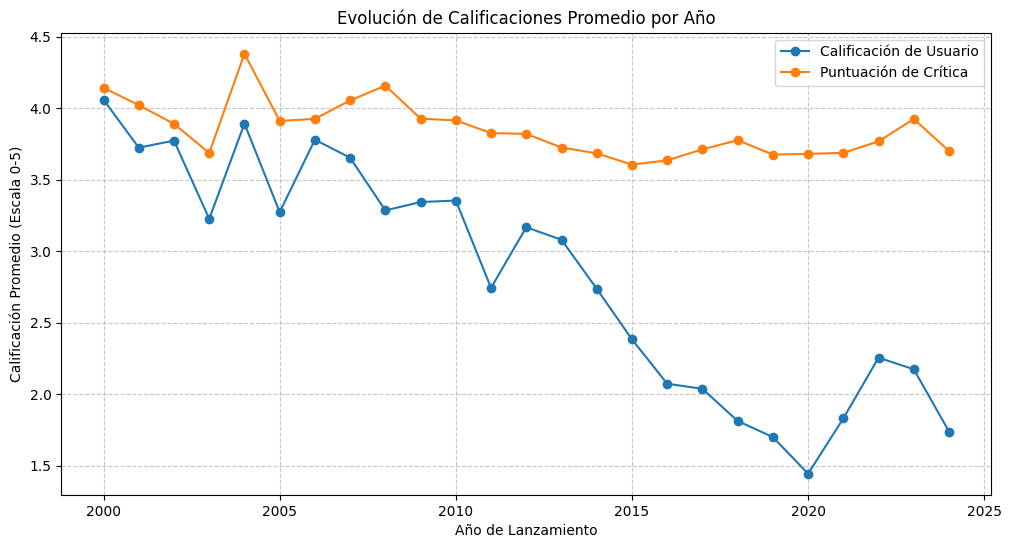 Evolución de Calificaciones Promedio por Año
Calificación de Usuario
Puntuación de Crítica
Calificación Promedio (Escala 0-5)
4.5
4.0
3.5
3.0
2.5
2.0
1.5
2000
2005
2010
2015
2020
2025
Año de Lanzamiento